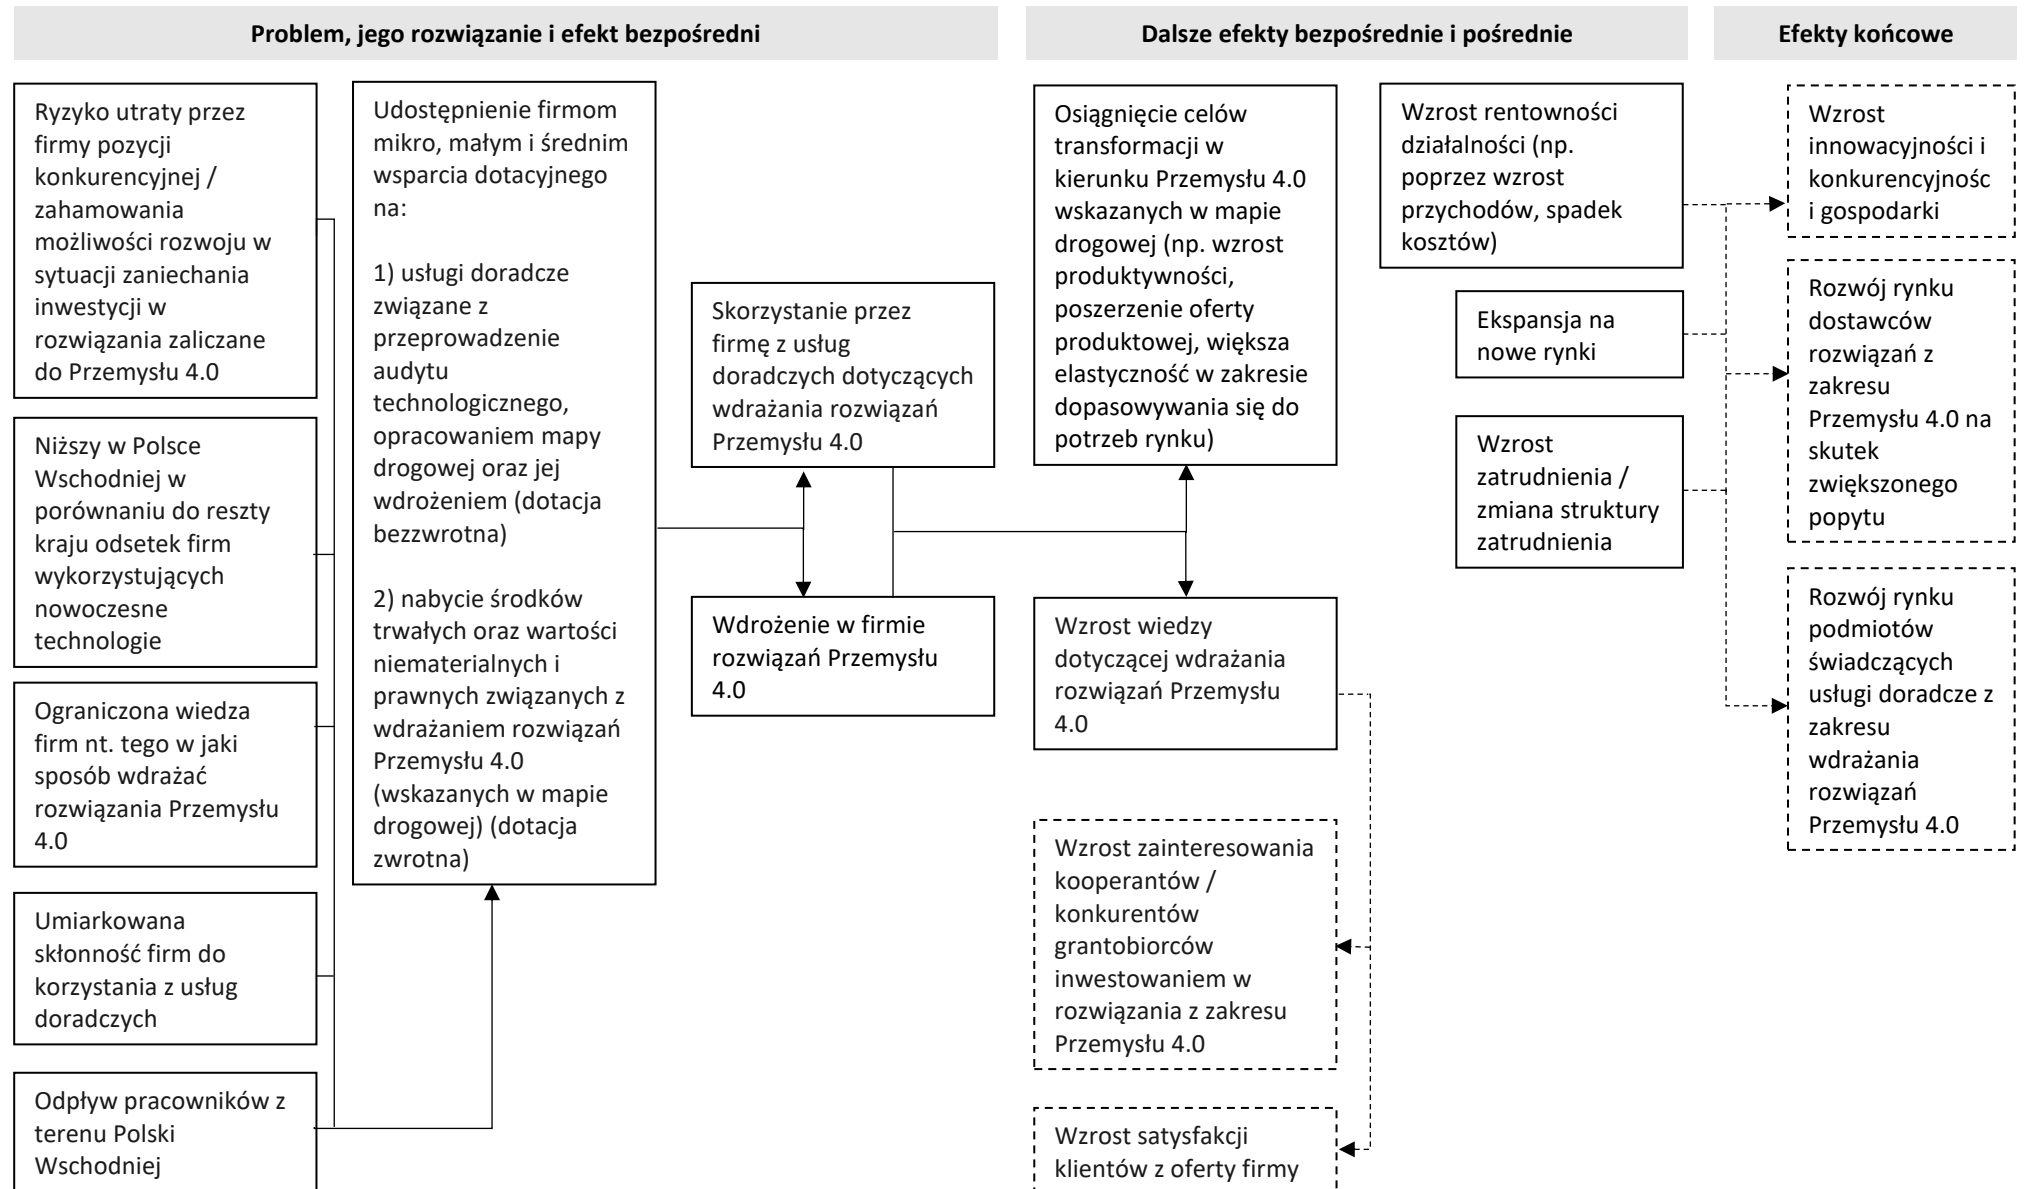 Problem, jego rozwiązanie i efekt bezpośredni
Dalsze efekty bezpośrednie i pośrednie
Efekty końcowe
Ryzyko utraty przez
firmy pozycji
konkurencyjnej /
zahamowania
możliwości rozwoju w
sytuacji zaniechania
inwestycji w
rozwiązania zaliczane
do Przemysłu 4.0
Niższy w Polsce
Wschodniej w
porównaniu do reszty
kraju odsetek firm
wykorzystujących
nowoczesne
technologie
Ograniczona wiedza
firm nt. tego w jaki
sposób wdrażać
rozwiązania Przemysłu
4.0
Umiarkowana
skłonność firm do
korzystania z usług
doradczych
Odpływ pracowników z
terenu Polski
Wschodniej
Udostępnienie firmom
mikro, małym i średnim
wsparcia dotacyjnego
na:
1) usługi doradcze
związane z
przeprowadzenie
audytu
technologicznego,
opracowaniem mapy
drogowej oraz jej
wdrożeniem (dotacja
bezzwrotna)
2) nabycie środków
trwałych oraz wartości
niematerialnych i
prawnych związanych z
wdrażaniem rozwiązań
Przemysłu 4.0
(wskazanych w mapie
drogowej) (dotacja
zwrotna)
Skorzystanie przez
firmę z usług
doradczych dotyczących
wdrażania rozwiązań
Przemysłu 4.0
Wdrożenie w firmie
rozwiązań Przemysłu
4.0
Osiągnięcie celów
transformacji w
kierunku Przemysłu 4.0
wskazanych w mapie
drogowej (np. wzrost
produktywności,
poszerzenie oferty
produktowej, większa
elastyczność w zakresie
dopasowywania się do
potrzeb rynku)
Wzrost wiedzy
dotyczącej wdrażania
rozwiązań Przemysłu
4.0
Wzrost zainteresowania
kooperantów /
konkurentów
grantobiorców
inwestowaniem w
rozwiązania z zakresu
Przemysłu 4.0
Wzrost satysfakcji
klientów z oferty firmy
Wzrost rentowności
działalności (np.
poprzez wzrost
przychodów, spadek
kosztów)
Ekspansja na
nowe rynki
Wzrost
zatrudnienia /
zmiana struktury
zatrudnienia
Wzrost
innowacyjności i
konkurencyjnośc
i gospodarki
Rozwój rynku
dostawców
rozwiązań z
zakresu
Przemysłu 4.0 na
skutek
zwiększonego
popytu
Rozwój rynku
podmiotów
świadczących
usługi doradcze z
zakresu
wdrażania
rozwiązań
Przemysłu 4.0